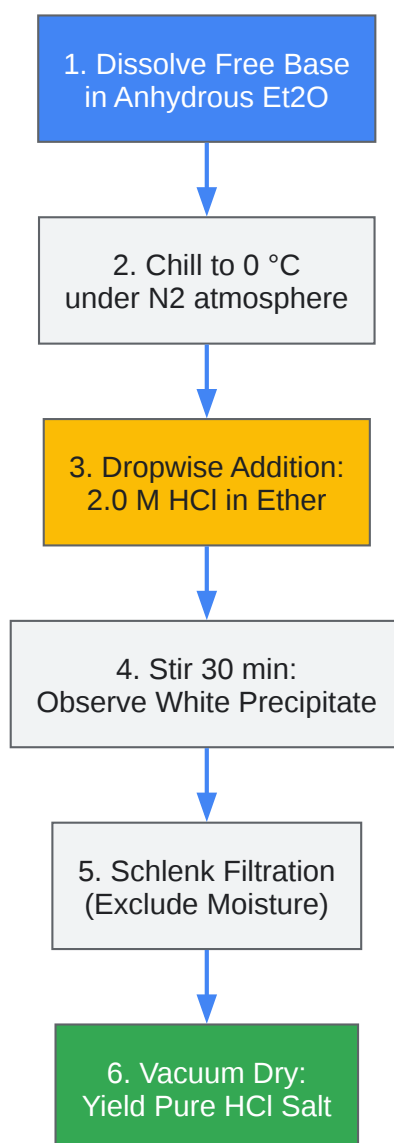 1. Dissolve Free Base
in Anhydrous Et2O
2. Chill to 0 °C
under N2 atmosphere
3. Dropwise Addition:
2.0 M HCl in Ether
4. Stir 30 min:
Observe White Precipitate
5. Schlenk Filtration
(Exclude Moisture)
6. Vacuum Dry:
Yield Pure HCl Salt